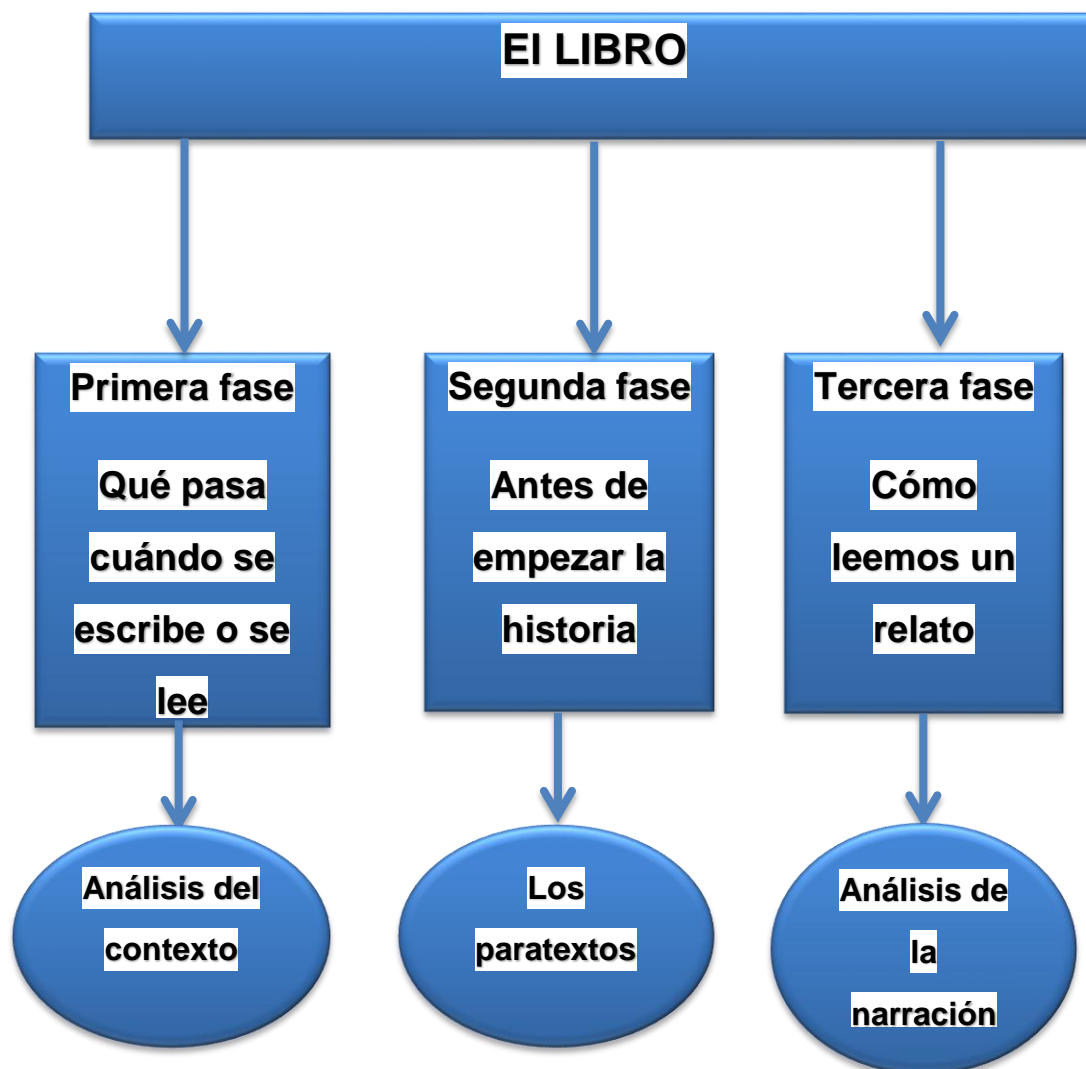 El LIBRO
Primera fase
Qué pasa
cuándo se
escribe o se
lee
Segunda fase
Antes de
empezar la
historia
Tercera fase
Cómo
leemos un
relato
Análisis del
contexto
Los
paratextos
Análisis de
la
narración